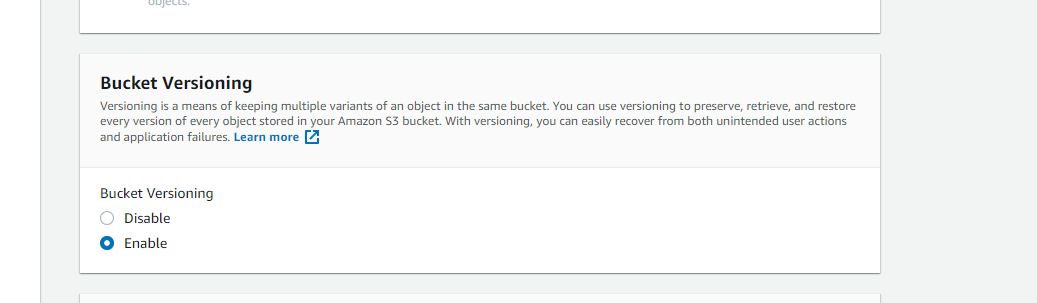 objects.
Bucket Versioning
Versioning is a means of keeping multiple variants of an object in the same bucket. You can use versioning to preserve, retrieve, and restore
every version of every object stored in your Amazon S3 bucket. With versioning, you can easily recover from both unintended user actions
and application failures. Learn more
Bucket Versioning
Disable
Enable